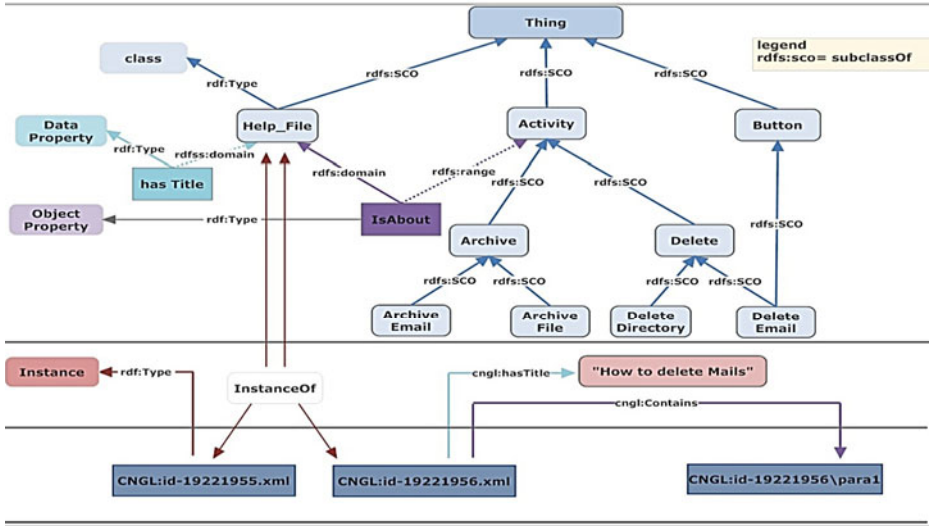 Thing
legend
rdfs:sco= subclassOf
class
rdfs:SCO
rdfs:SCO
rdfs:SCO
rdf:Type
Data
Property
Help_File
Activity
Button
rdf:Type
rdfss:domain
rdfs:domain
rdfs:range
has Title
rdfs:SCO
rdfs:SCO
Object
Property
rdf:Type
IsAbout
rdfs:SCO
Archive
Delete
rdfs:SCO
rdfs:SCO
rdfs:SCO
rdfs:SCO
Archive
Email
Archive
File
Delete
Directory
Delete
Email
Instance
rdf:Type
InstanceOf
cngl:hasTitle
"How to delete Mails"
cngl:Contains
CNGL:id-19221955.xml
CNGL:id-19221956.xml
CNGL:id-19221956\para1